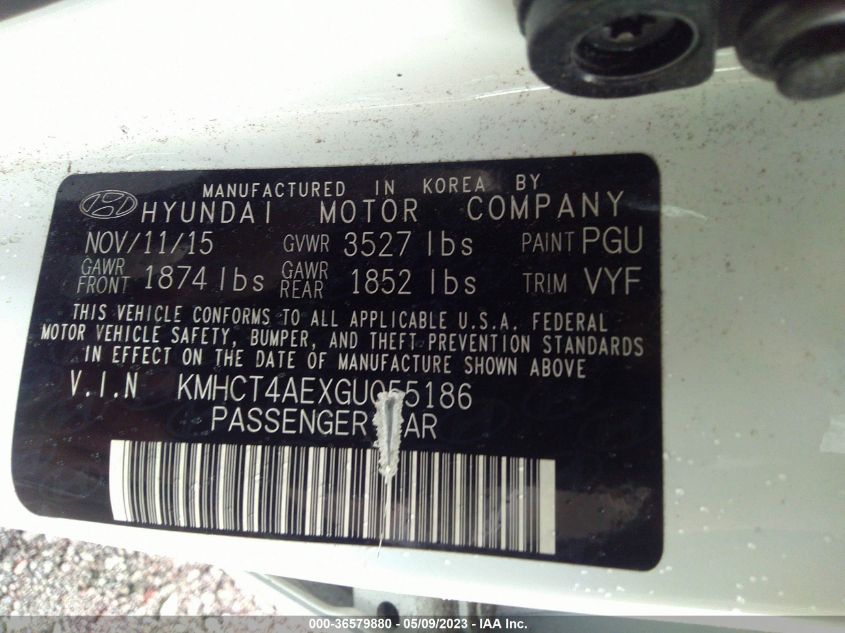 MANUFACTURED IN KOREA BY
HYUNDAI MOTOR COMPANY
NOV/11/15 GVWR 3527 lbs PAINT PGU
GAWR FRONT 1874 lbs GAWR REAR 1852 lbs TRIM VYF
THIS VEHICLE CONFORMS TO ALL APPLICABLE U.S.A. FEDERAL
MOTOR VEHICLE SAFETY, BUMPER, AND THEFT PREVENTION STANDARDS
IN EFFECT ON THE DATE OF MANUFACTURE SHOWN ABOVE
V.I.N KMHCT4AEXGU055186
PASSENGER CAR
000-36579880 - 05/09/2023 - IAA Inc.